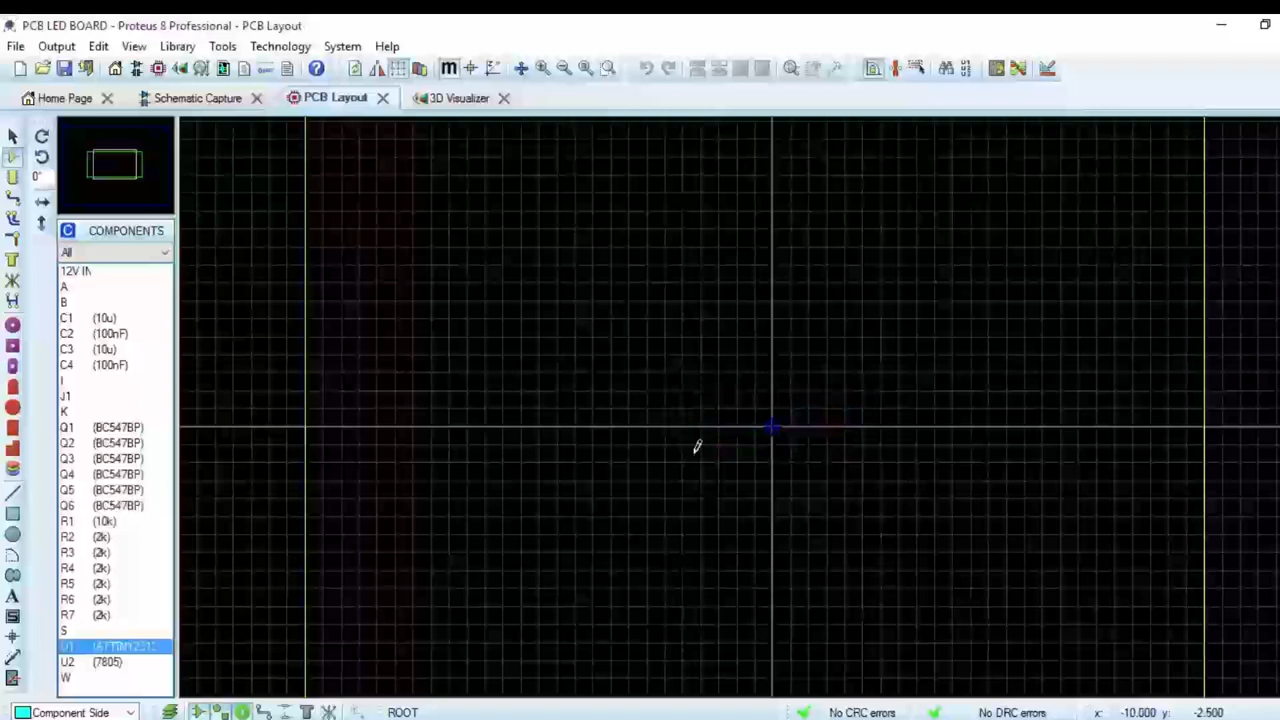 PCB LED BOARD - Proteus 8 Professional - PCB Layout
File Output Edit View Library Tools Technology System Help
Home Page Schematic Capture PCB Layout 3D Visualizer
0°
C COMPONENTS
All
12V IN
A
B
C1 (10u)
C2 (100nF)
C3 (10u)
C4 (100nF)
I
J1
K
Q1 (BC547BP)
Q2 (BC547BP)
Q3 (BC547BP)
Q4 (BC547BP)
Q5 (BC547BP)
Q6 (BC547BP)
R1 (10k)
R2 (2k)
R3 (2k)
R4 (2k)
R5 (2k)
R6 (2k)
R7 (2k)
S
U1
U2 (7805)
W
Component Side ROOT No CRC errors No DRC errors x: -10.000 y: -2.500